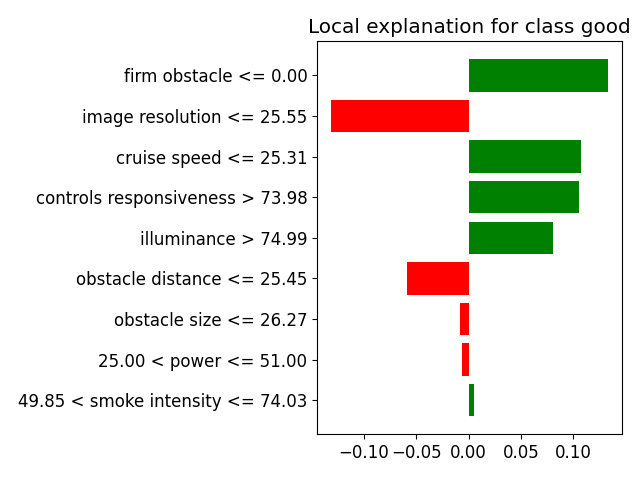 Local explanation for class good
firm obstacle <= 0.00
image resolution <= 25.55
cruise speed <= 25.31
controls responsiveness > 73.98
illuminance > 74.99
obstacle distance <= 25.45
obstacle size <= 26.27
25.00 < power <= 51.00
49.85 < smoke intensity <= 74.03
−0.10 −0.05 0.00 0.05 0.10